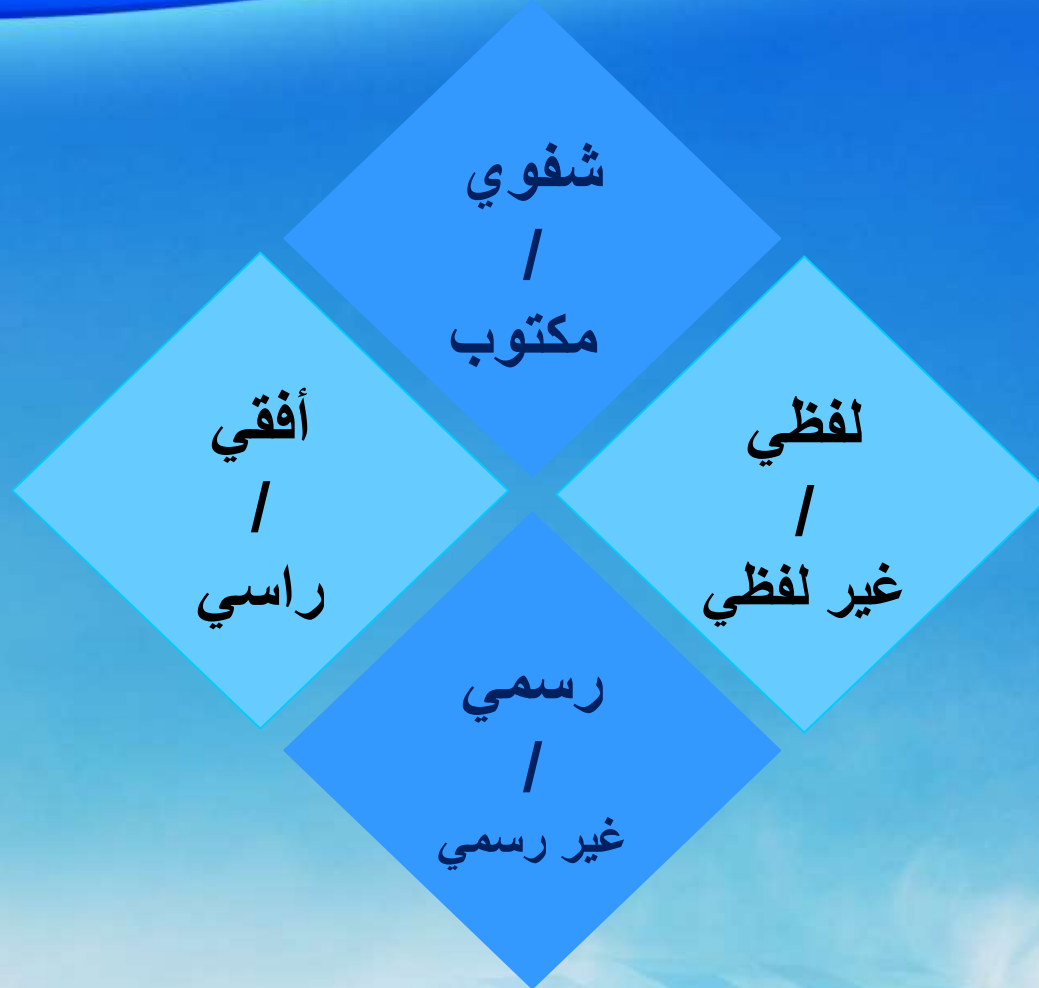 شفوي
/
مكتوب
لفظي
/
غير لفظي
أفقي
/
راسي
رسمي
/
غير رسمي